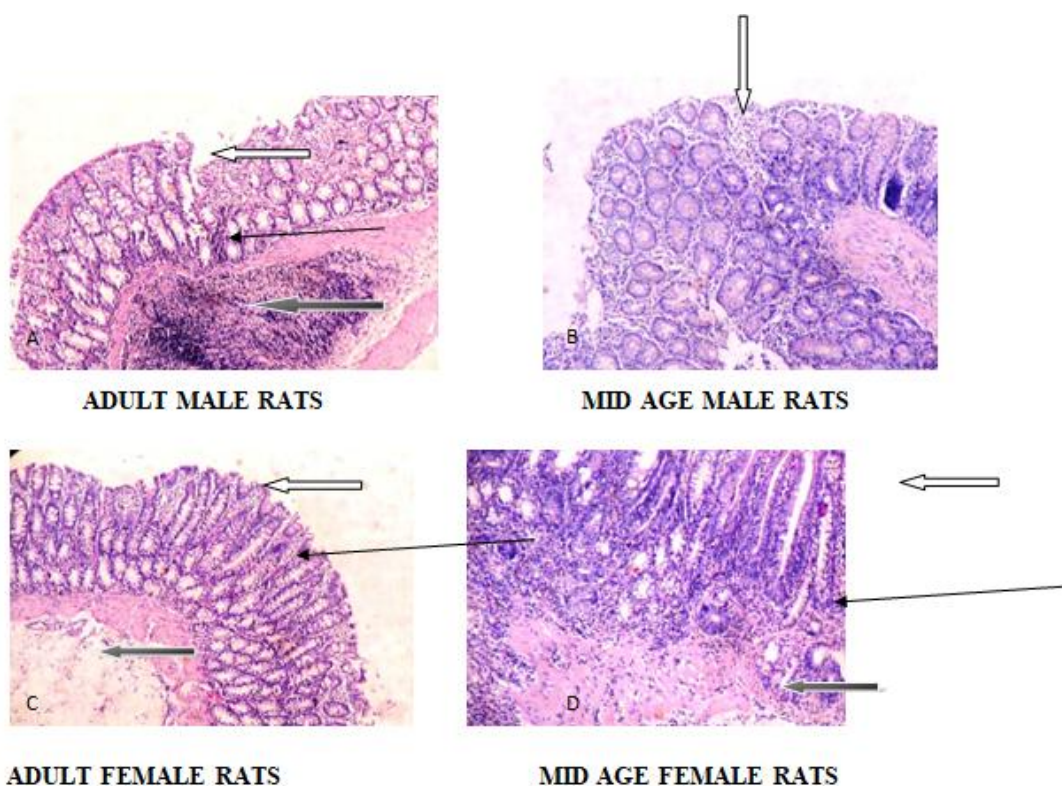 A
B
ADULT MALE RATS
MID AGE MALE RATS
C
D
ADULT FEMALE RATS
MID AGE FEMALE RATS